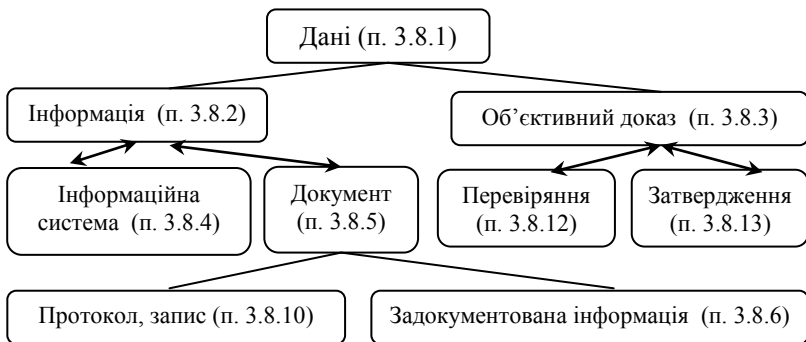 Дані (п. 3.8.1)
Інформація (п. 3.8.2)
Об’єктивний доказ (п. 3.8.3)
Інформаційна
система (п. 3.8.4)
Документ
(п. 3.8.5)
Перевіряння
(п. 3.8.12)
Затвердження
(п. 3.8.13)
Протокол, запис (п. 3.8.10)
Задокументована інформація (п. 3.8.6)